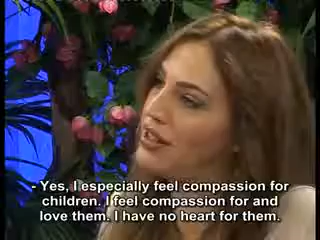 - Yes, I especially feel compassion for
children. I feel compassion for and
love them. I have no heart for them.